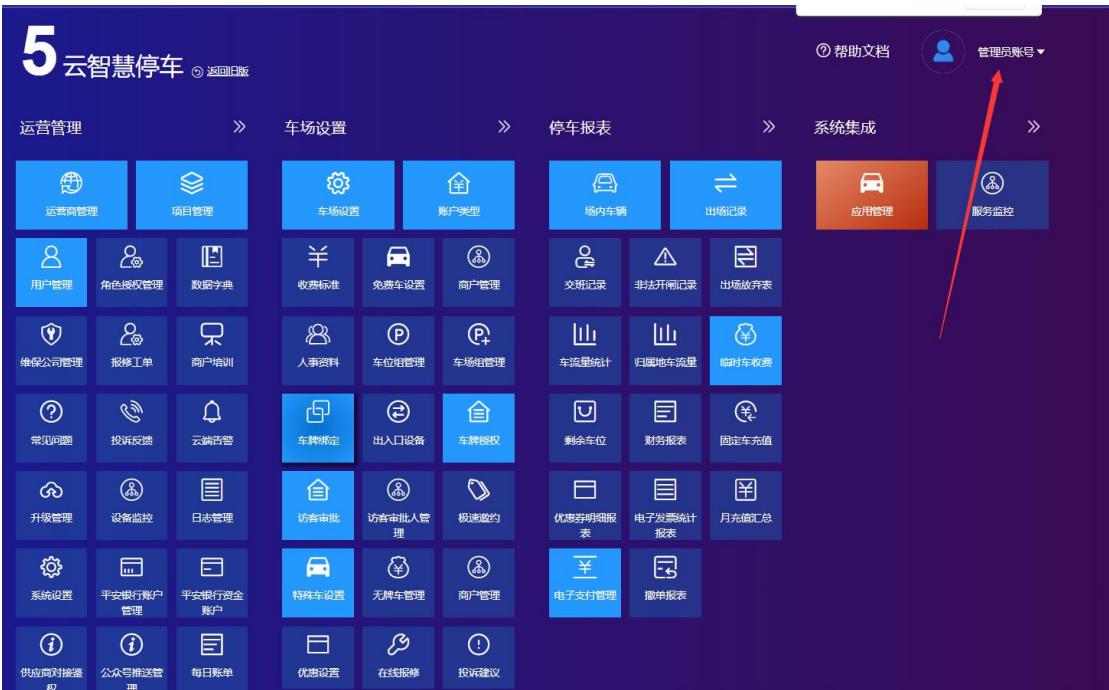 5云智慧停车 返回旧版
帮助文档
管理员账号
运营管理
运营商管理
项目管理
用户管理
角色授权管理
数据字典
维保公司管理
报修工单
商户培训
常见问题
投诉反馈
云端告警
升级管理
设备监控
日志管理
系统设置
平安银行账户
管理
平安银行资金
账户
供应商对接鉴
权
公众号推送管
理
每日账单
车场设置
车场设置
账户类型
收费标准
免费车设置
商户管理
人事资料
车位组管理
车场组管理
车牌绑定
出入口设备
车牌授权
访客审批
访客审批人管
理
极速邀约
特殊车设置
无牌车管理
商户管理
优惠设置
在线报修
投诉建议
停车报表
场内车辆
出场记录
交班记录
非法开闸记录
出场放弃表
车流量统计
归属地车流量
临时车收费
剩余车位
财务报表
固定车充值
优惠券明细报
表
电子发票统计
报表
月充值汇总
电子支付管理
撤单报表
系统集成
应用管理
服务监控